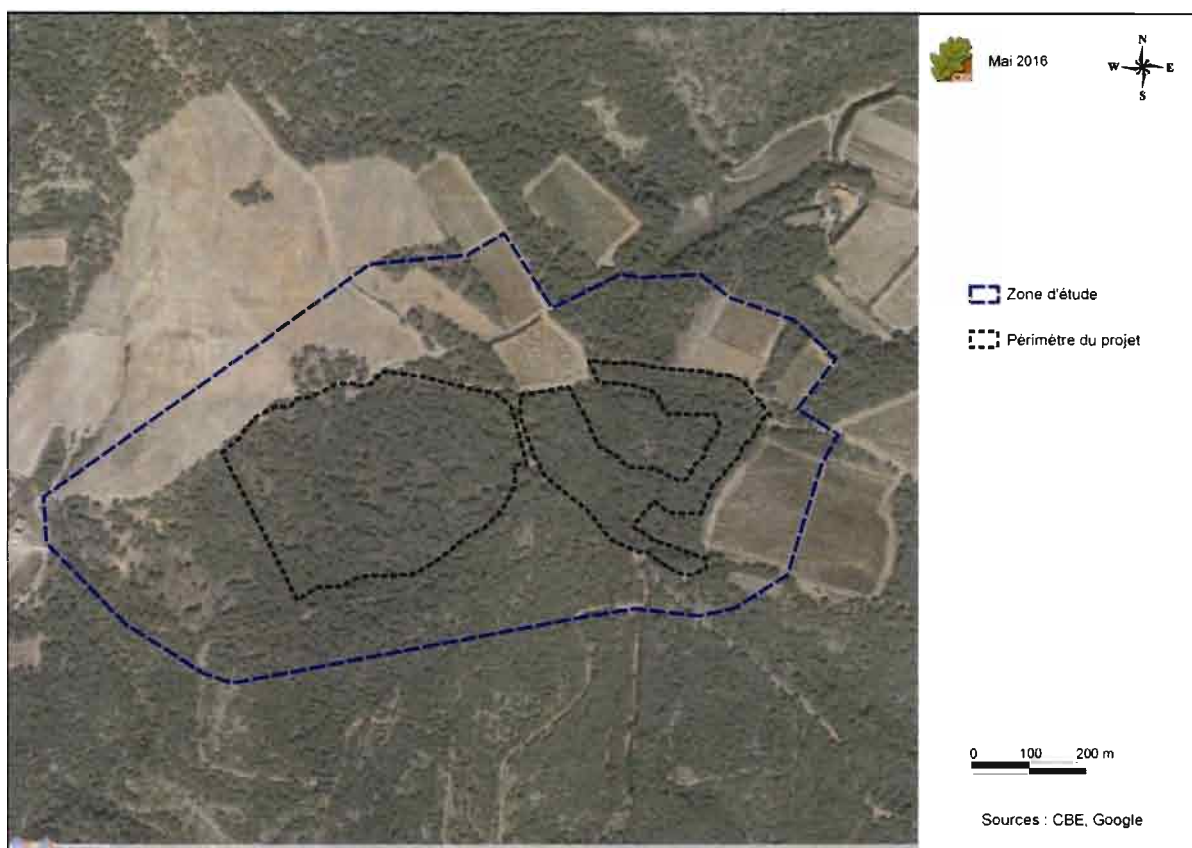 Mai 2016
N
W E
S
Zone d'étude
Périmètre du projet
0 100 200 m
Sources : CBE, Google